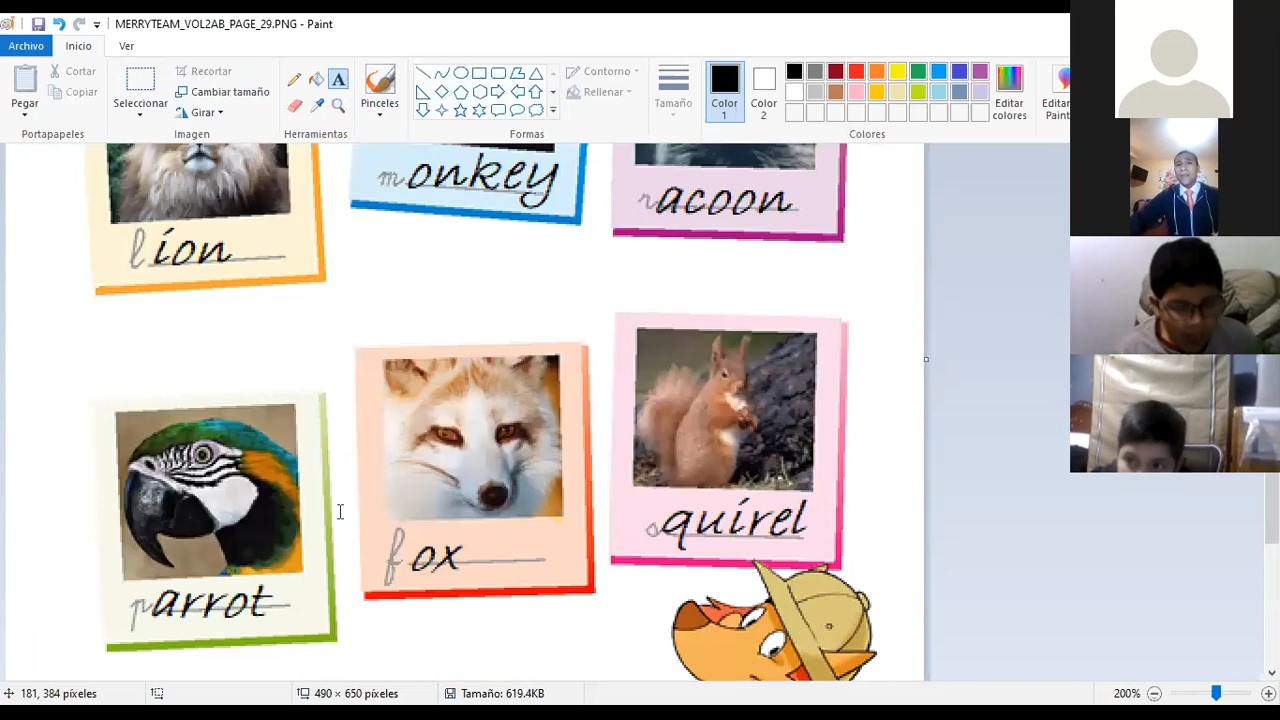 MERRYTEAM_VOL2AB_PAGE_29.PNG - Paint
Archivo Inicio Ver
Pegar
Cortar
Copiar
Portapapeles
Seleccionar
Recortar
Cambiar tamaño
Girar
Imagen
Herramientas
Pinceles
Contorno
Rellenar
Formas
Tamaño
Color 1
Color 2
Editar colores
Colores
Editar
Paint
lion
monkey
racoon
parrot
fox
squirel
181, 384 píxeles
490 × 650 píxeles
Tamaño: 619.4KB
200%